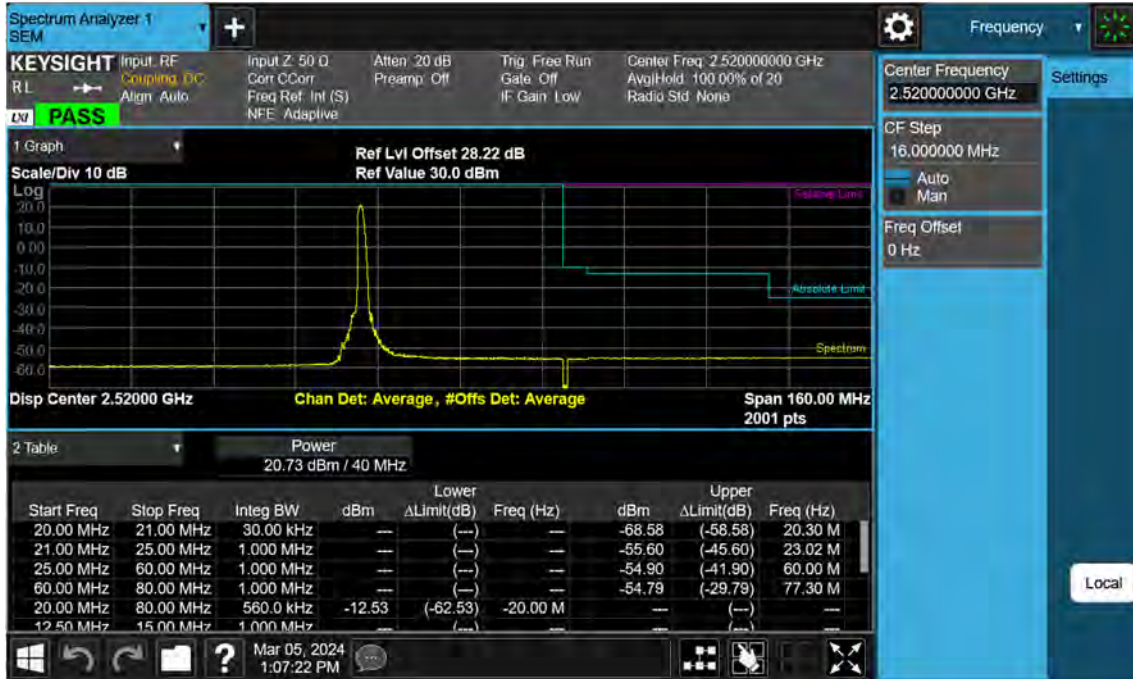 Spectrum Analyzer 1
SEM
Frequency
KEYSIGHT
RL
LXI
PASS
Input: RF
Coupling: DC
Align: Auto
Input Z: 50 Ω
Corr CCorr
Freq Ref: Int (S)
NFE: Adaptive
Atten: 20 dB
Preamp: Off
Trig: Free Run
Gate: Off
IF Gain: Low
Center Freq: 2.520000000 GHz
Avg|Hold: 100.00% of 20
Radio Std: None
Center Frequency
2.520000000 GHz
Settings
CF Step
16.000000 MHz
Auto
Man
Freq Offset
0 Hz
Local
1 Graph
Scale/Div 10 dB
Ref Lvl Offset 28.22 dB
Ref Value 30.0 dBm
Log
20.0
10.0
0.00
-10.0
-20.0
-30.0
-40.0
-50.0
-60.0
Relative Limit
Absolute Limit
Spectrum
Disp Center 2.52000 GHz
Chan Det: Average, #Offs Det: Average
Span 160.00 MHz
2001 pts
2 Table
Power
20.73 dBm / 40 MHz
Lower Upper
Start Freq Stop Freq Integ BW dBm ΔLimit(dB) Freq (Hz) dBm ΔLimit(dB) Freq (Hz)
20.00 MHz 21.00 MHz 30.00 kHz --- (---) --- -68.58 (-58.58) 20.30 M
21.00 MHz 25.00 MHz 1.000 MHz --- (---) --- -55.60 (-45.60) 23.02 M
25.00 MHz 60.00 MHz 1.000 MHz --- (---) --- -54.90 (-41.90) 60.00 M
60.00 MHz 80.00 MHz 1.000 MHz --- (---) --- -54.79 (-29.79) 77.30 M
20.00 MHz 80.00 MHz 560.0 kHz -12.53 (-62.53) -20.00 M --- (---) ---
12.50 MHz 15.00 MHz 1.000 MHz --- (---) --- --- (---) ---
?
Mar 05, 2024
1:07:22 PM